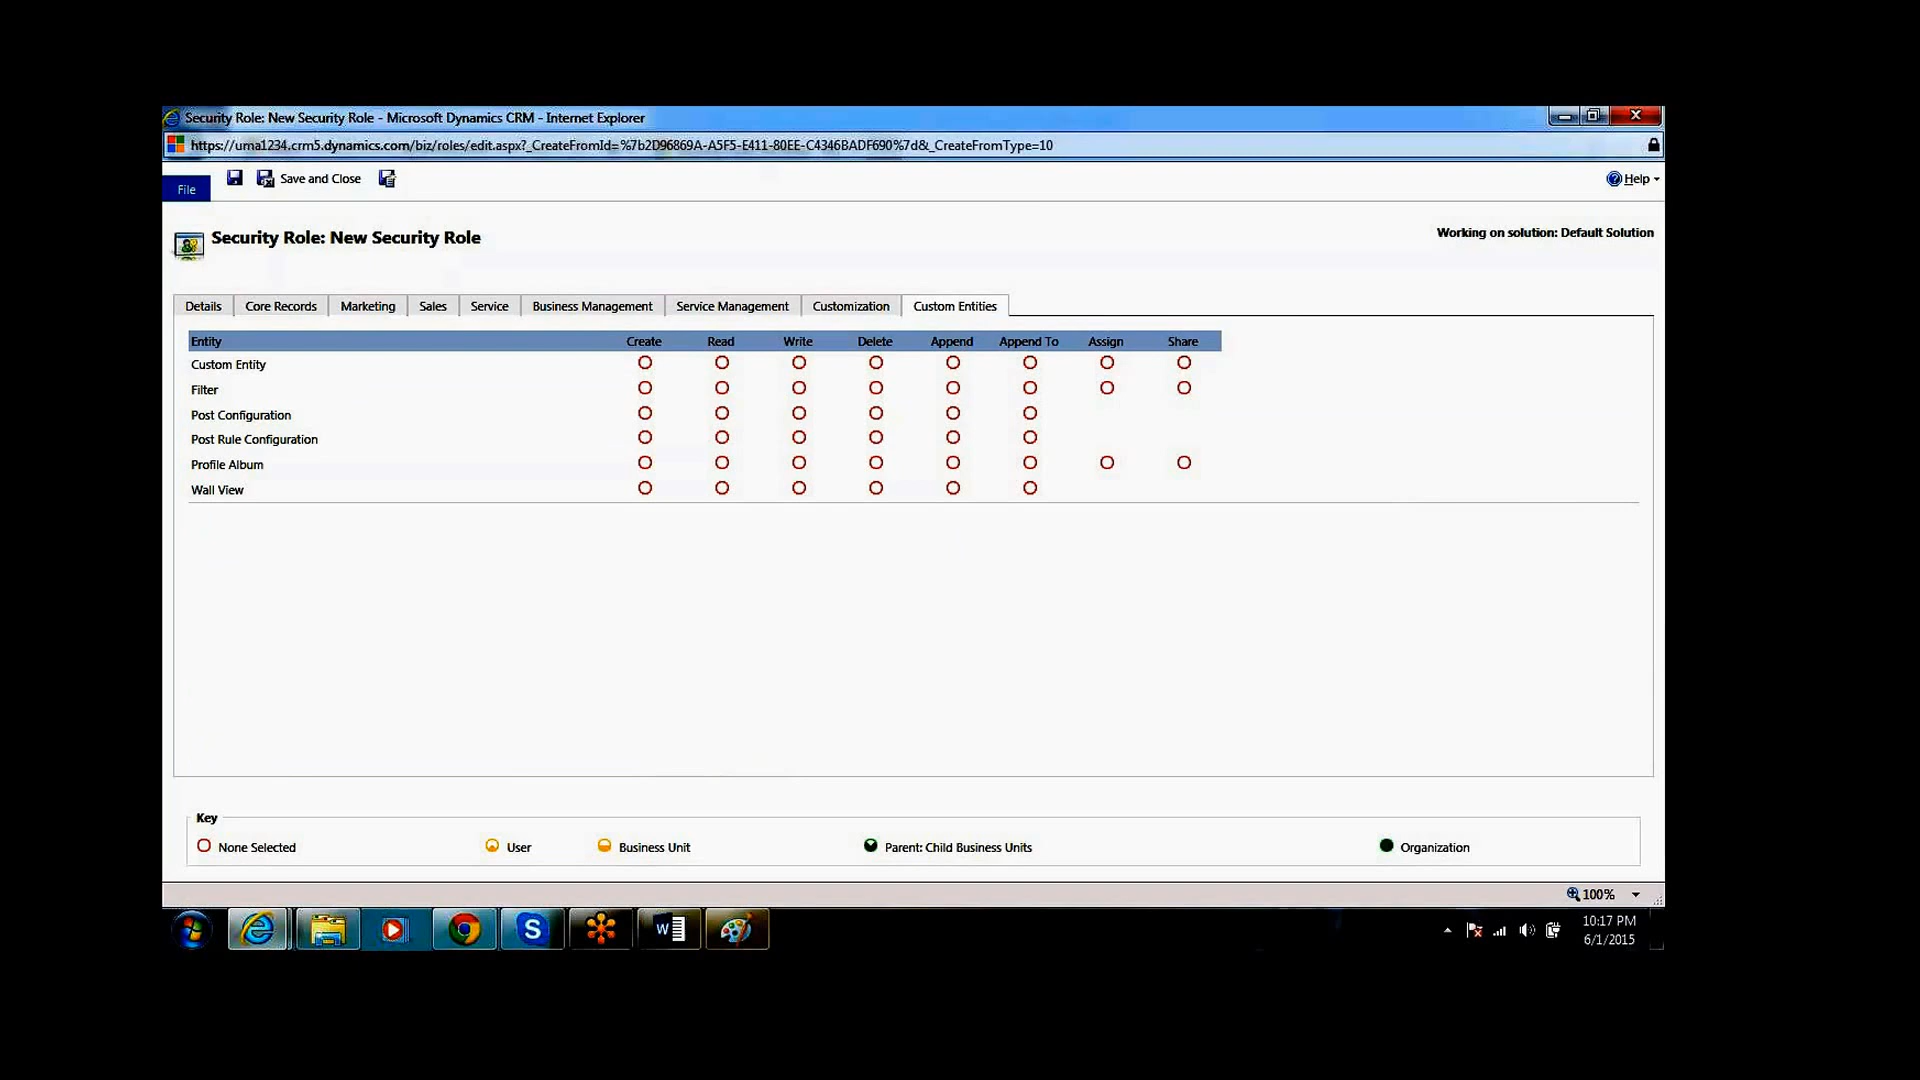 Security Role: New Security Role - Microsoft Dynamics CRM - Internet Explorer
https://uma1234.crm5.dynamics.com/biz/roles/edit.aspx?_CreateFromId=%7b2D96869A-A5F5-E411-80EE-C4346BADF690%7d&_CreateFromType=10
File Save and Close Help
Security Role: New Security Role
Working on solution: Default Solution
Details Core Records Marketing Sales Service Business Management Service Management Customization Custom Entities
Entity Create Read Write Delete Append Append To Assign Share
Custom Entity
Filter
Post Configuration
Post Rule Configuration
Profile Album
Wall View
Key
None Selected User Business Unit Parent: Child Business Units Organization
100%
10:17 PM
6/1/2015